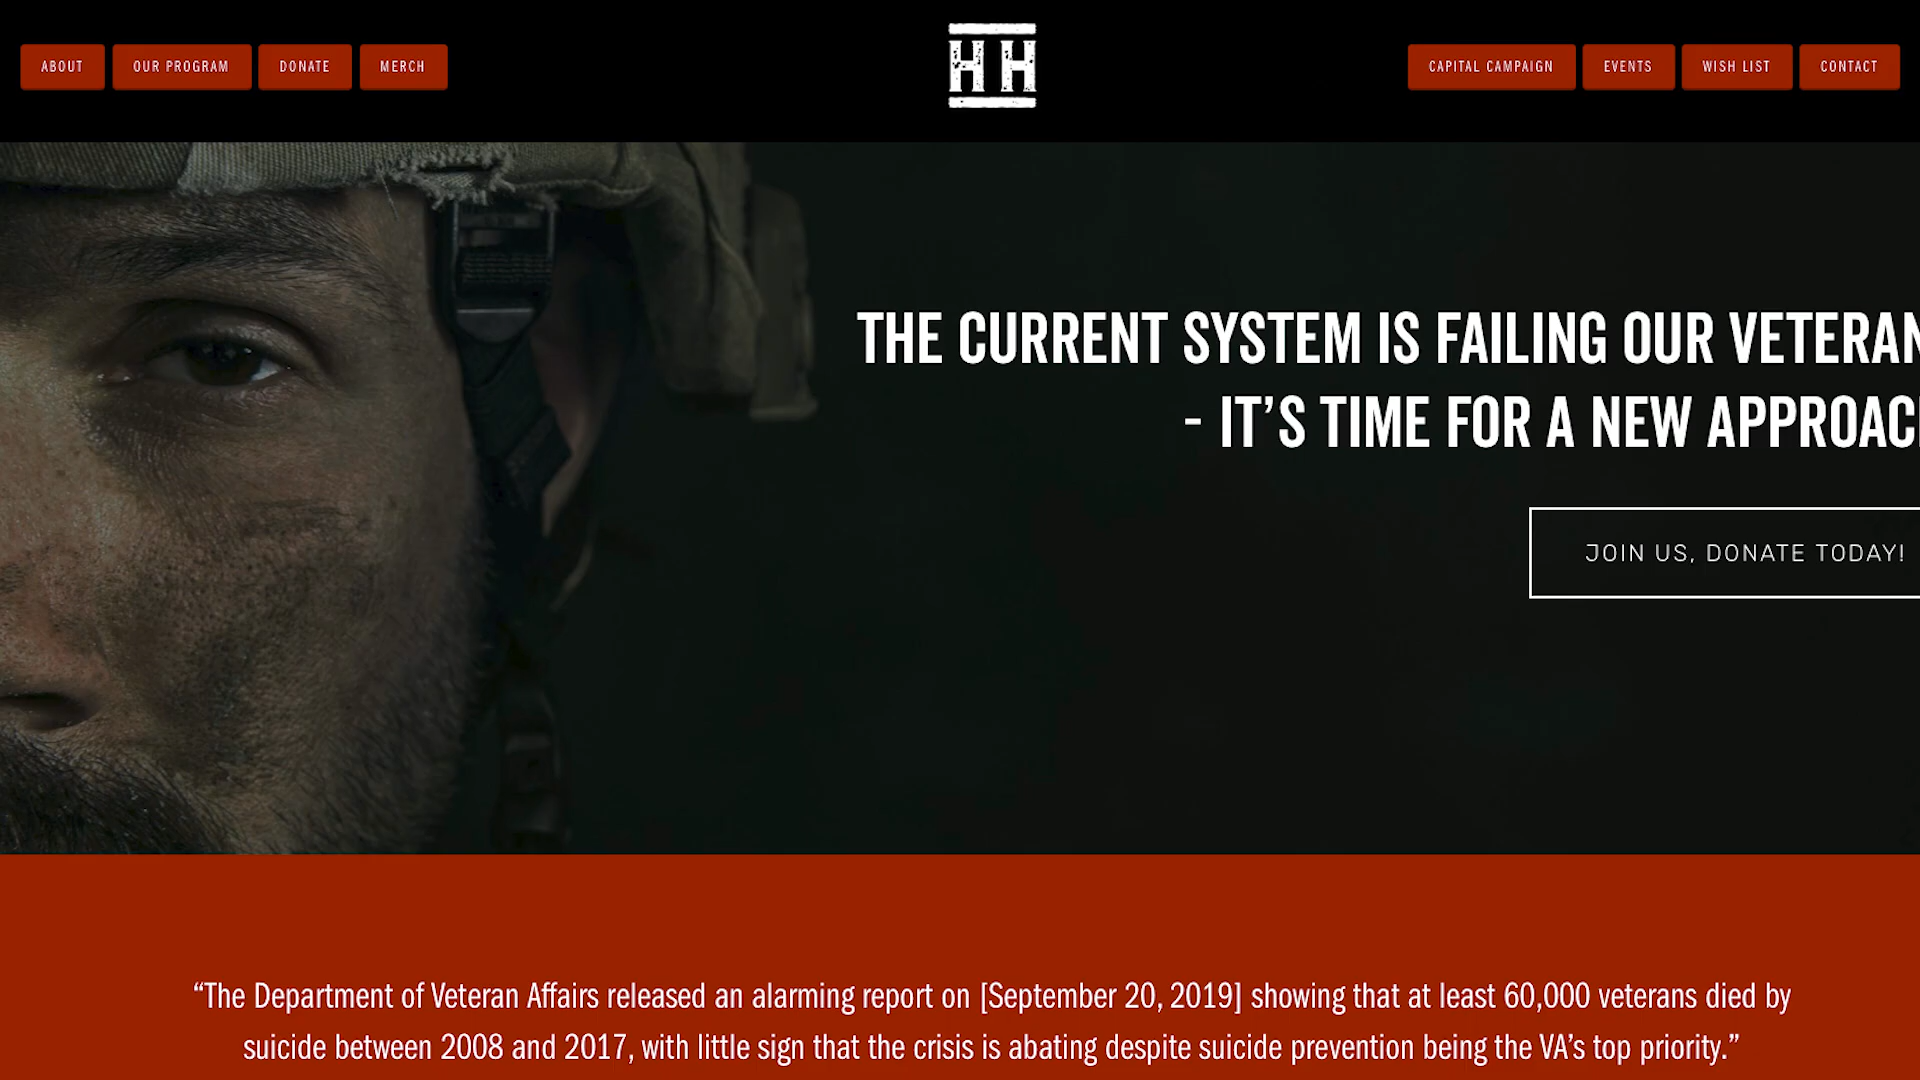 ABOUT OUR PROGRAM DONATE MERCH
HH
CAPITAL CAMPAIGN EVENTS WISH LIST CONTACT
THE CURRENT SYSTEM IS FAILING OUR VETERAN
- IT’S TIME FOR A NEW APPROAC
JOIN US, DONATE TODAY!
“The Department of Veteran Affairs released an alarming report on [September 20, 2019] showing that at least 60,000 veterans died by
suicide between 2008 and 2017, with little sign that the crisis is abating despite suicide prevention being the VA’s top priority.”